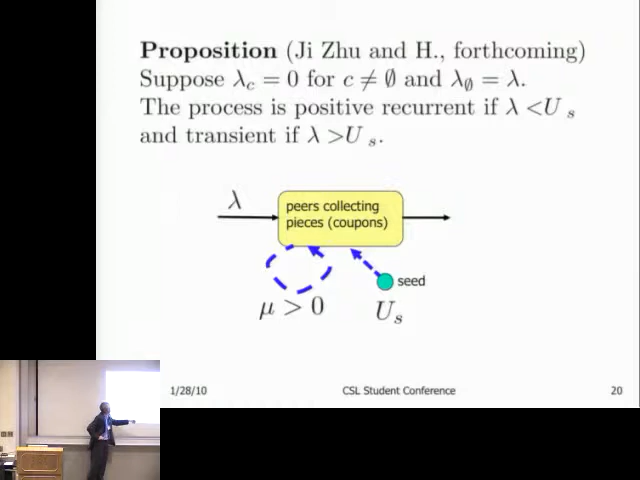 Proposition (Ji Zhu and H., forthcoming)
Suppose λ_c = 0 for c ≠ ∅ and λ_∅ = λ.
The process is positive recurrent if λ <U_s
and transient if λ >U_s.
λ
peers collecting
pieces (coupons)
seed
μ > 0
U_s
1/28/10 CSL Student Conference 20